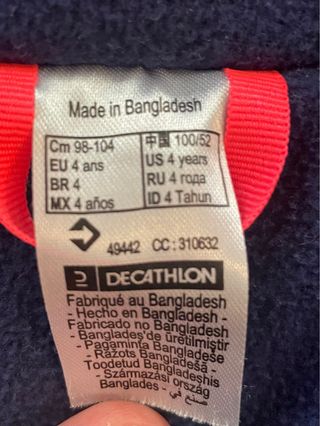 Made in Bangladesh
Cm 98-104
EU 4 ans
BR 4
MX 4 años
中国 100/52
US 4 years
RU 4 года
ID 4 Tahun
49442 CC : 310632
DECATHLON
Fabriqué au Bangladesh
- Hecho en Bangladesh -
Fabricado no Bangladesh
- Bangladeş'de üretilmiştir
- Pagaminta Bangladeše
- Ražots Bangladešā -
Toodetud Bangladeshis
- Származási ország
Banglades - صنع في